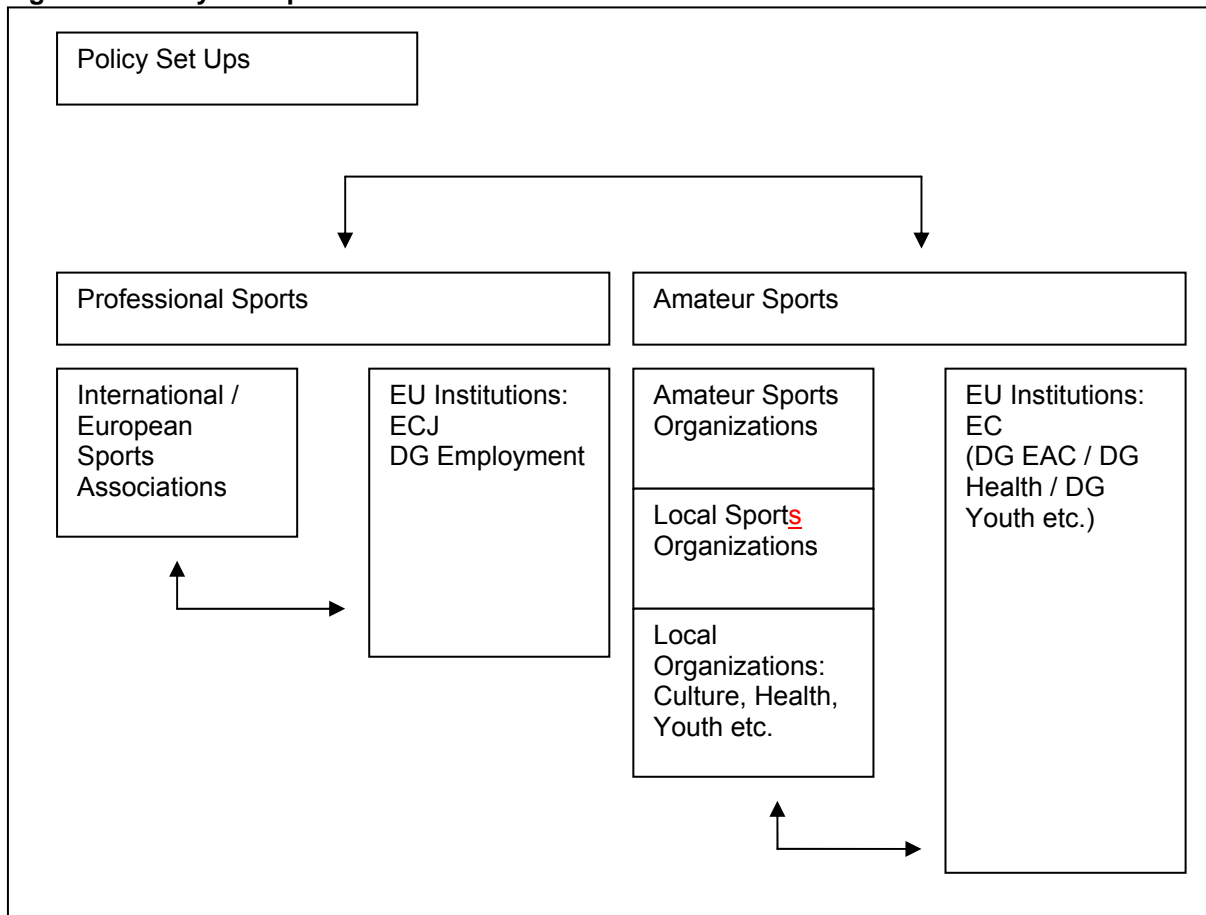 Policy Set Ups
Professional Sports
Amateur Sports
International /
European
Sports
Associations
EU Institutions:
ECJ
DG Employment
Amateur Sports
Organizations
Local Sports
Organizations
Local
Organizations:
Culture, Health,
Youth etc.
EU Institutions:
EC
(DG EAC / DG
Health / DG
Youth etc.)